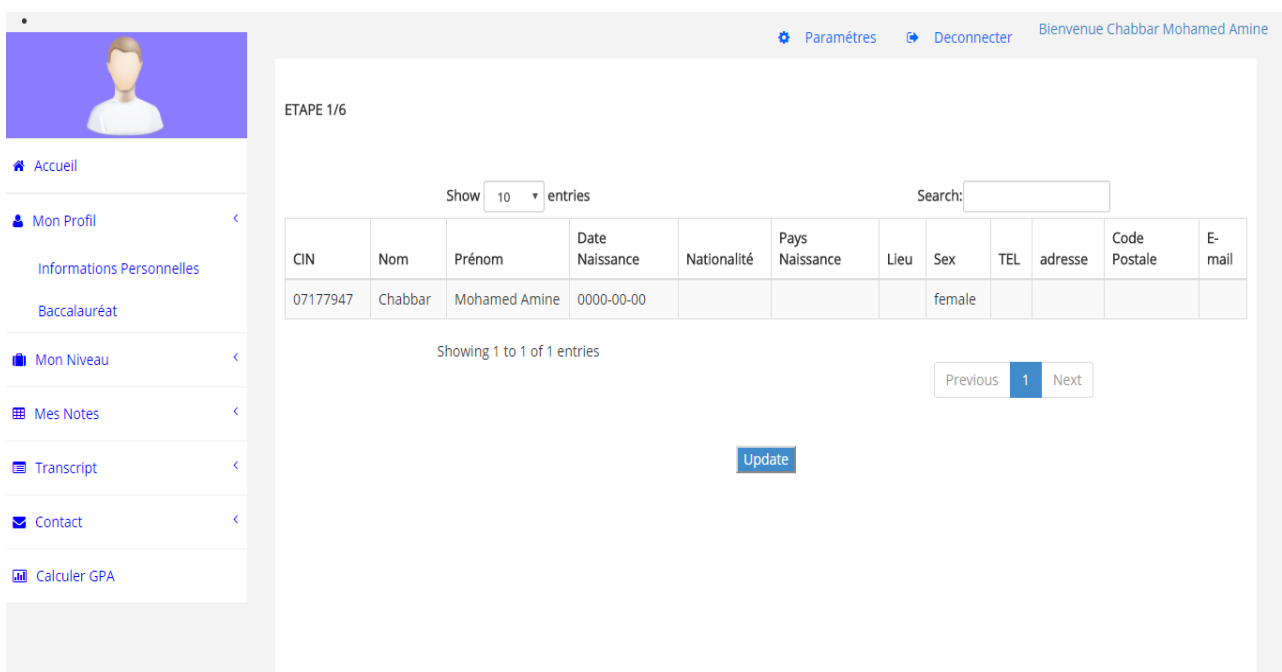 Paramétres Deconnecter Bienvenue Chabbar Mohamed Amine
Accueil
Mon Profil
Informations Personnelles
Baccalauréat
Mon Niveau
Mes Notes
Transcript
Contact
Calculer GPA
ETAPE 1/6
Show 10 entries Search:
CIN Nom Prénom Date Naissance Nationalité Pays Naissance Lieu Sex TEL adresse Code Postale E-mail
07177947 Chabbar Mohamed Amine 0000-00-00 female
Showing 1 to 1 of 1 entries
Previous 1 Next
Update